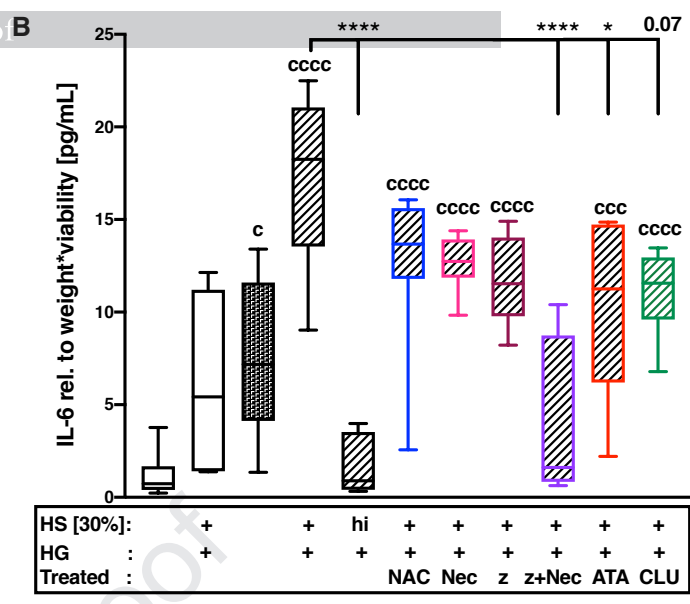 B
**** **** * 0.07
25
cccc
20
cccc cccc cccc ccc cccc
c
15
10
5
0
IL-6 rel. to weight*viability [pg/mL]
HS [30%]: + + hi + + + + + +
HG : + + + + + + + + +
Treated : NAC Nec z z+Nec ATA CLU
oof